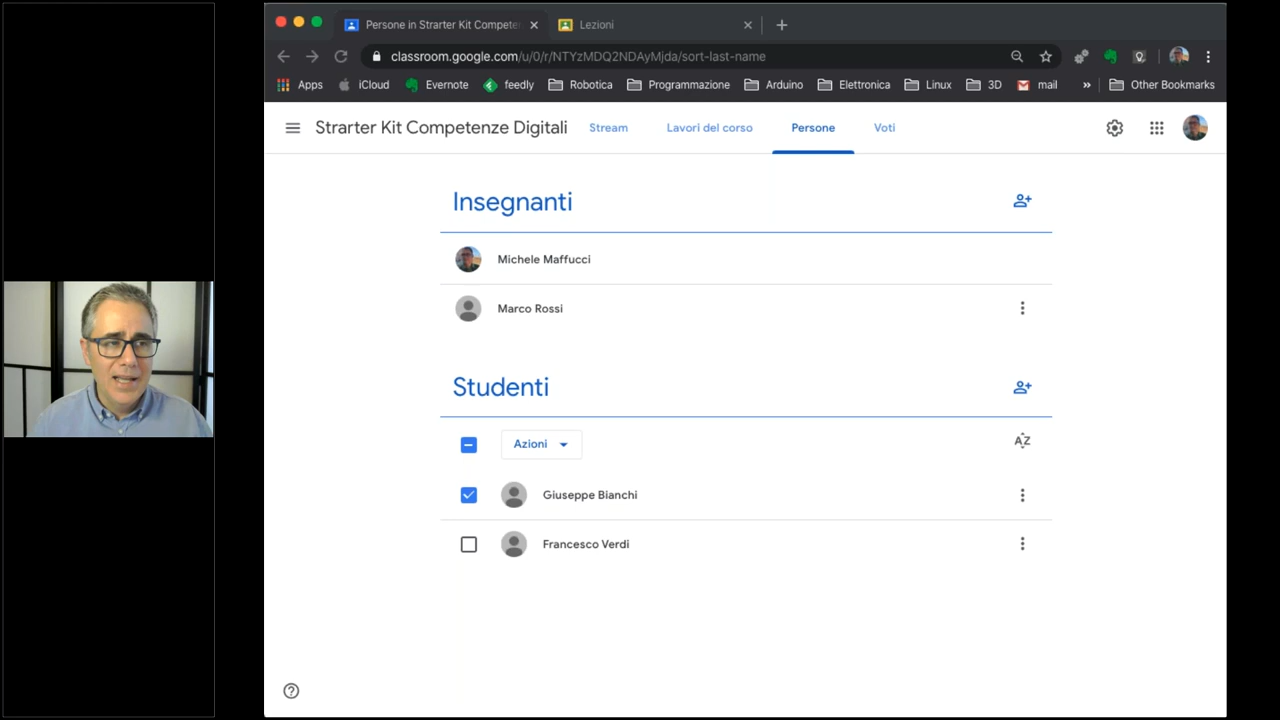 Persone in Strarter Kit Competen
Lezioni
classroom.google.com/u/0/r/NTYzMDQ2NDAyMjda/sort-last-name
Apps iCloud Evernote feedly Robotica Programmazione Arduino Elettronica Linux 3D mail » Other Bookmarks
Strarter Kit Competenze Digitali Stream Lavori del corso Persone Voti
Insegnanti
Michele Maffucci
Marco Rossi
Studenti
Azioni AZ
Giuseppe Bianchi
Francesco Verdi